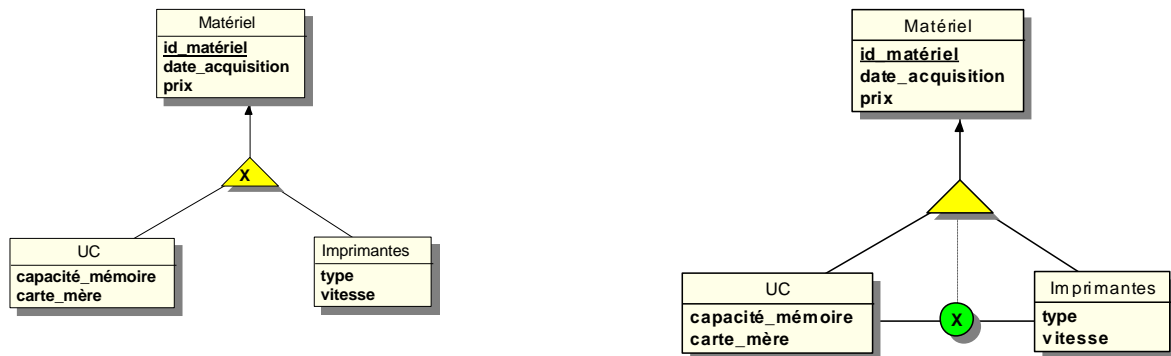 Matériel
id_matériel
date_acquisition
prix
X
UC
capacité_mémoire
carte_mère
Imprimantes
type
vitesse
Matériel
id_matériel
date_acquisition
prix
UC
capacité_mémoire
carte_mère
X
Imprimantes
type
vitesse